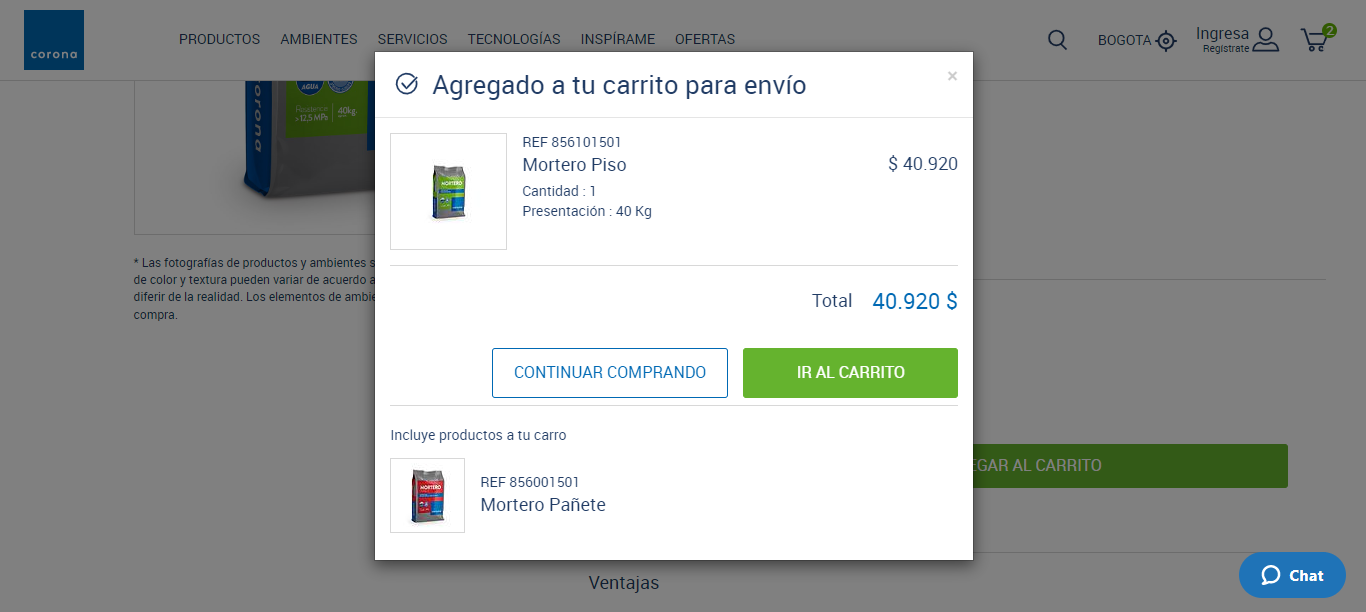 corona
PRODUCTOS AMBIENTES SERVICIOS TECNOLOGÍAS INSPÍRAME OFERTAS
BOGOTA
Ingresa
Regístrate
2
Agregado a tu carrito para envío
×
AGUA
Resistencia
>12,5 MPa
40kg
corona
REF 856101501
Mortero Piso
$ 40.920
Cantidad : 1
Presentación : 40 Kg
MORTERO
* Las fotografías de productos y ambientes s
de color y textura pueden variar de acuerdo a
diferir de la realidad. Los elementos de ambie
compra.
Total 40.920 $
CONTINUAR COMPRANDO
IR AL CARRITO
Incluye productos a tu carro
REF 856001501
Mortero Pañete
MORTERO
EGAR AL CARRITO
Ventajas
Chat